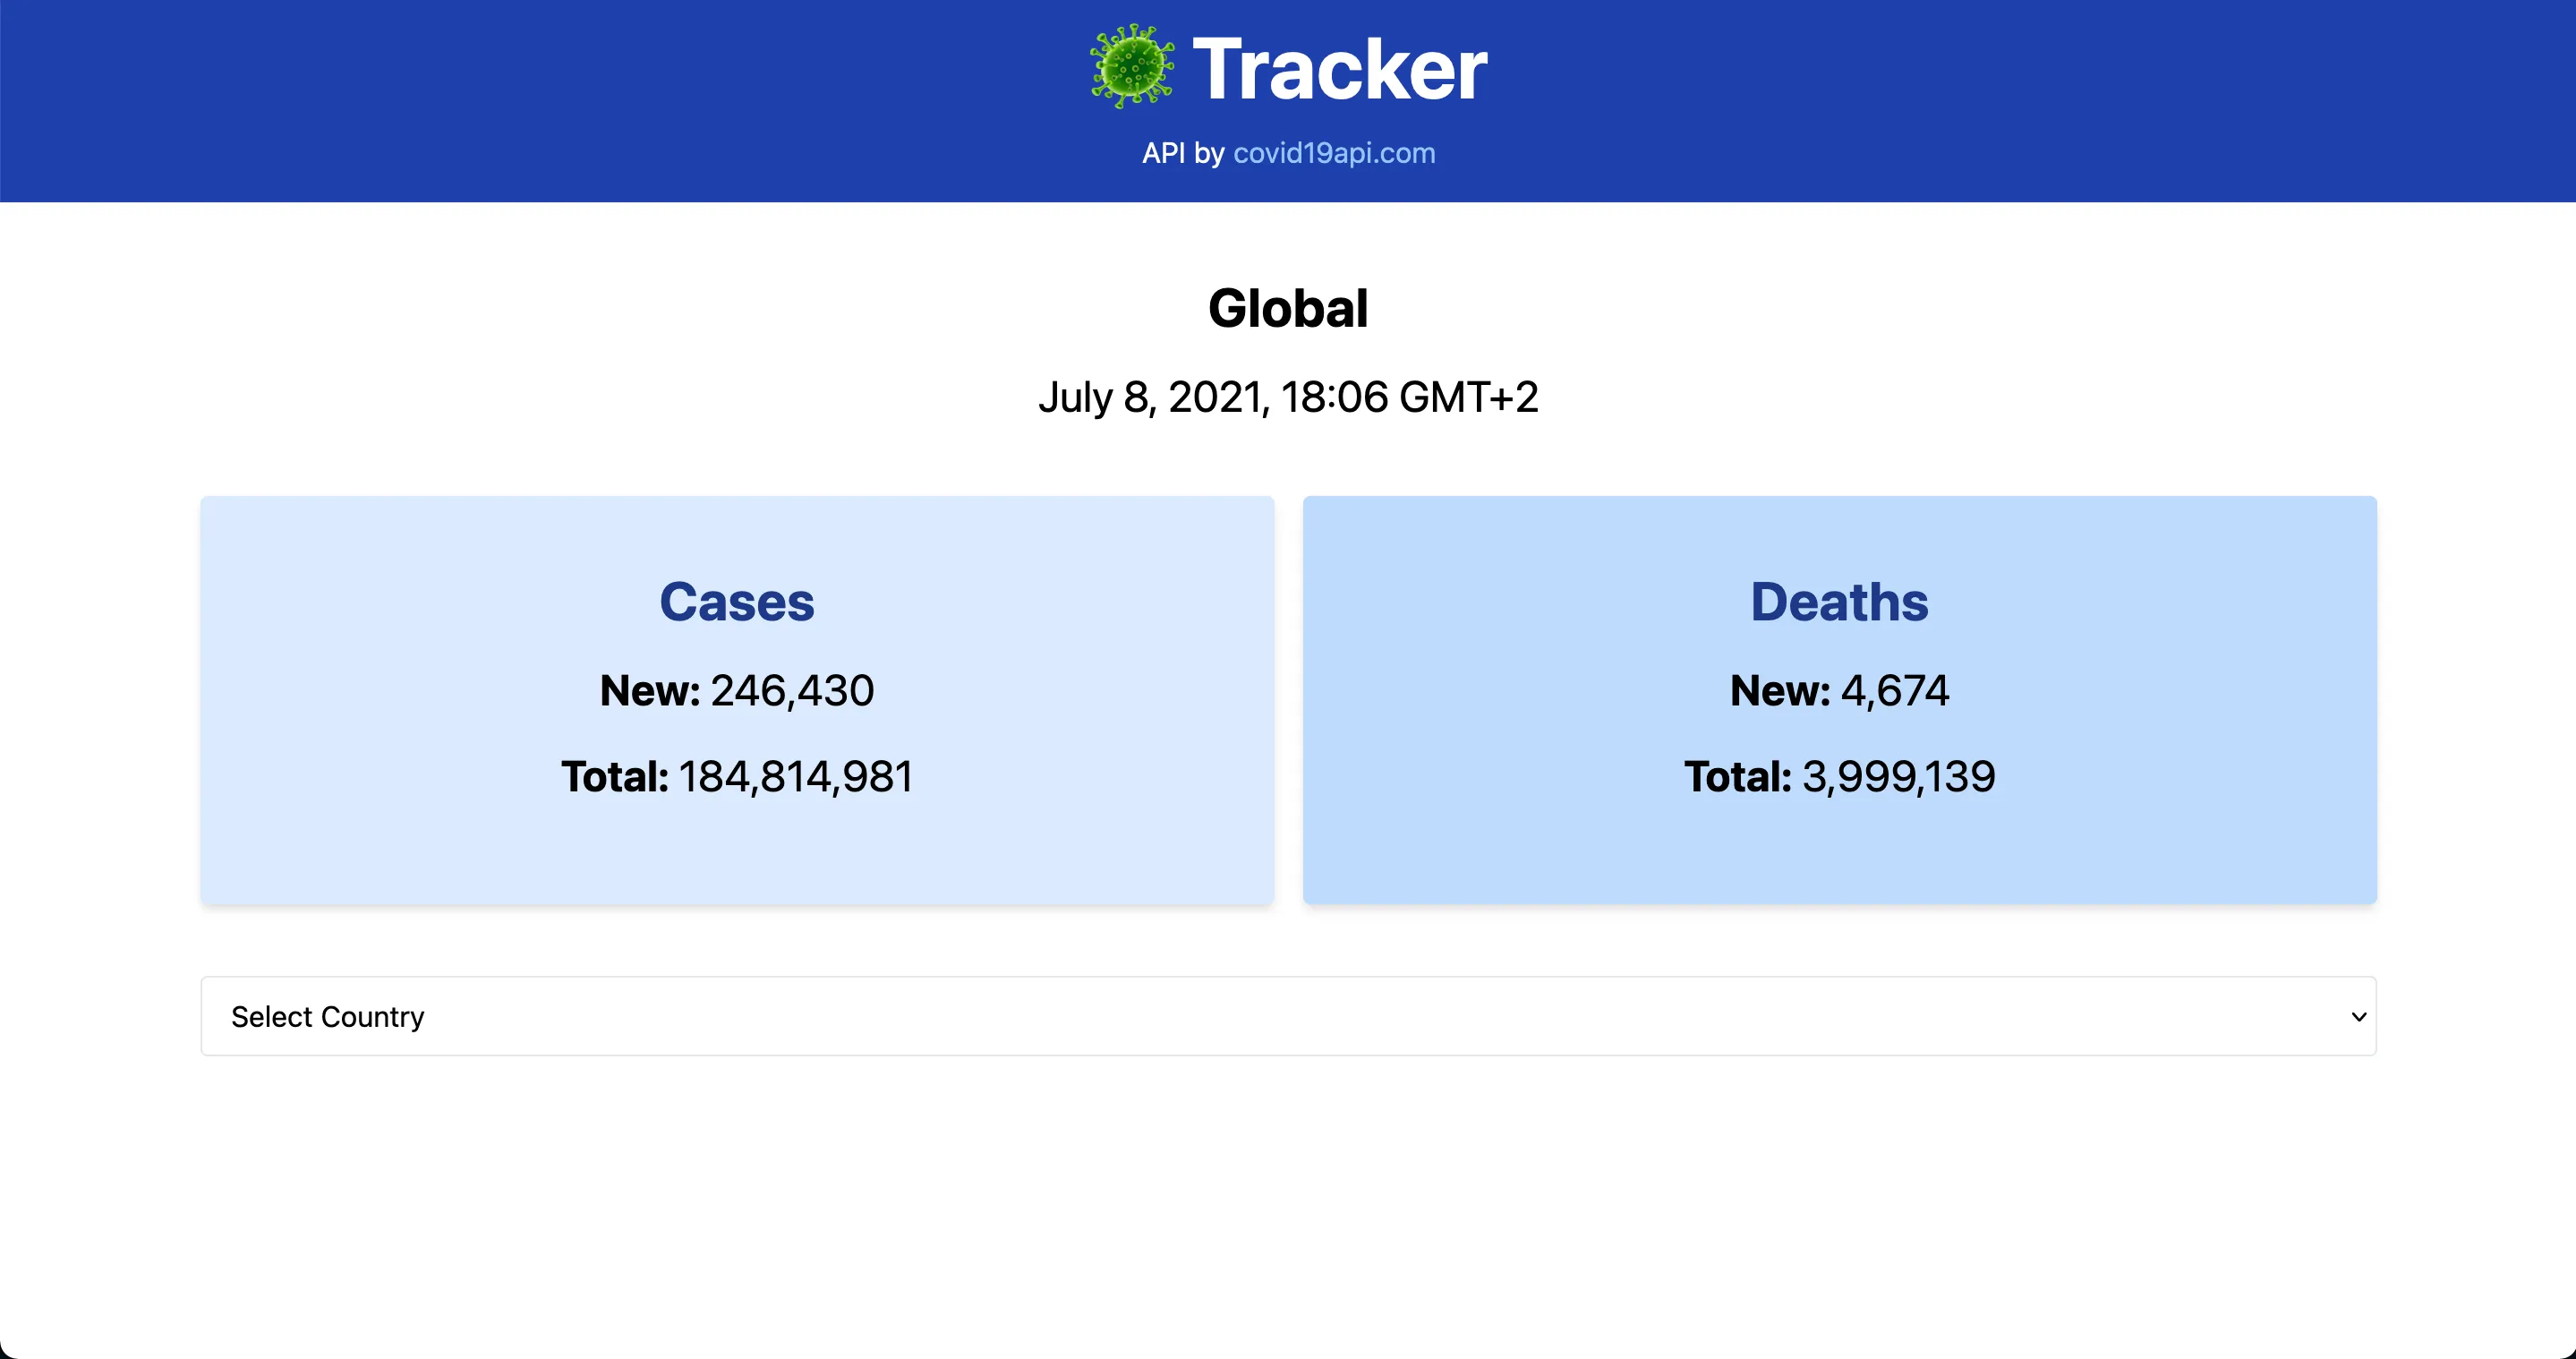 Tracker
API by covid19api.com
Global
July 8, 2021, 18:06 GMT+2
Cases
New: 246,430
Total: 184,814,981
Deaths
New: 4,674
Total: 3,999,139
Select Country